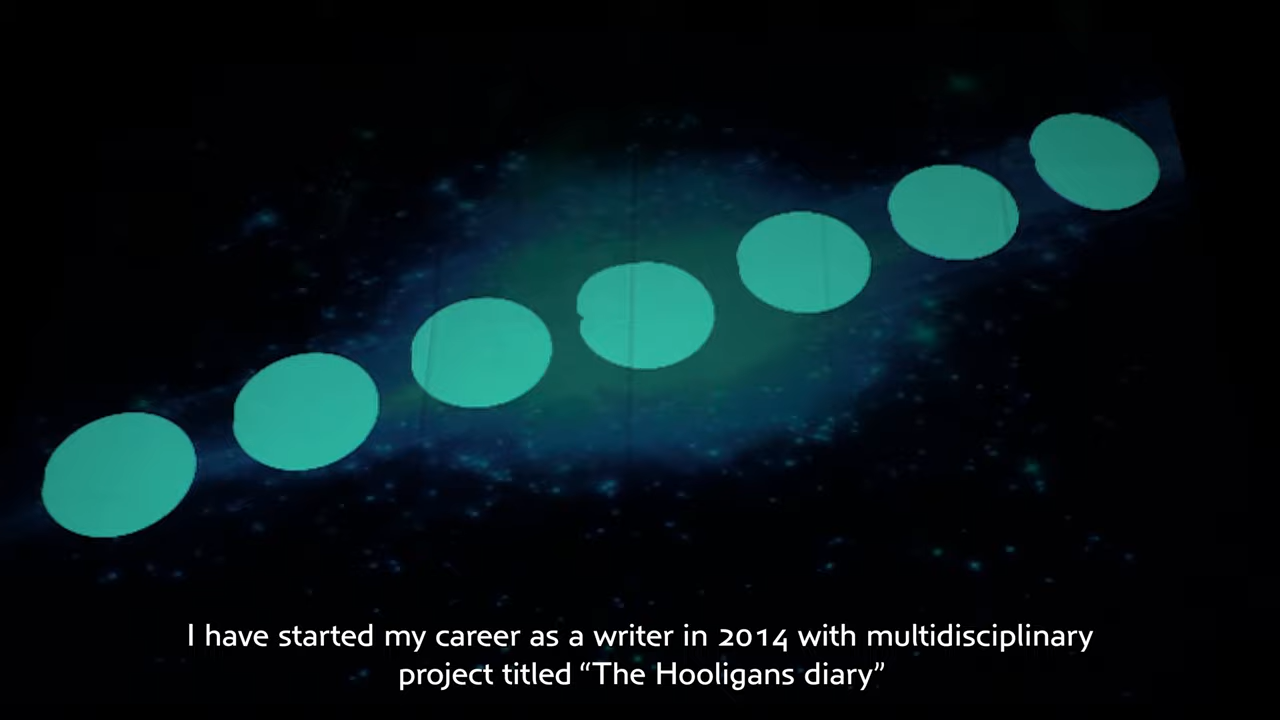 I have started my career as a writer in 2014 with multidisciplinary
project titled “The Hooligans diary”